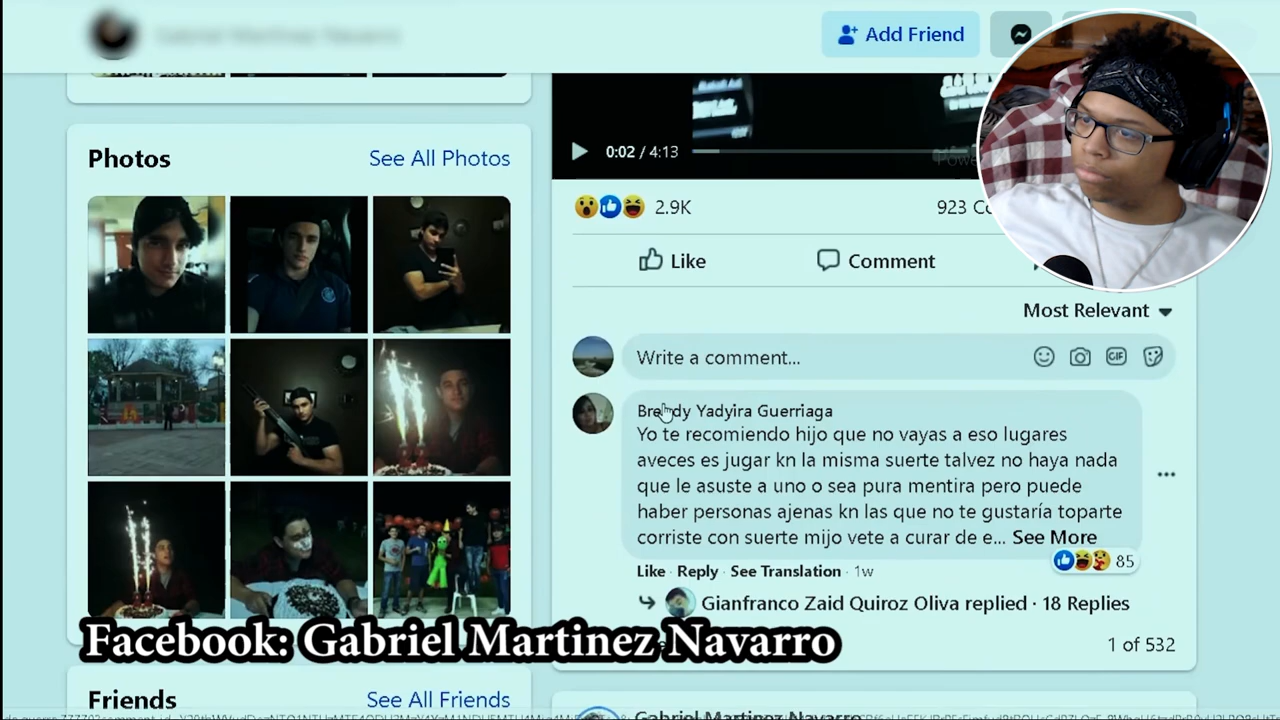 Gabriel Martinez Navarro
Add Friend
Photos
See All Photos
0:02 / 4:13
2.9K
923 Co
Like
Comment
Most Relevant
Write a comment...
GIF
Brendy Yadyira Guerriaga
Yo te recomiendo hijo que no vayas a eso lugares
aveces es jugar kn la misma suerte talvez no haya nada
que le asuste a uno o sea pura mentira pero puede
haber personas ajenas kn las que no te gustaría toparte
corriste con suerte mijo vete a curar de e... See More
85
Like · Reply · See Translation · 1w
Gianfranco Zaid Quiroz Oliva replied · 18 Replies
1 of 532
Facebook: Gabriel Martinez Navarro
Friends
See All Friends
Gabriel Martinez Navarro